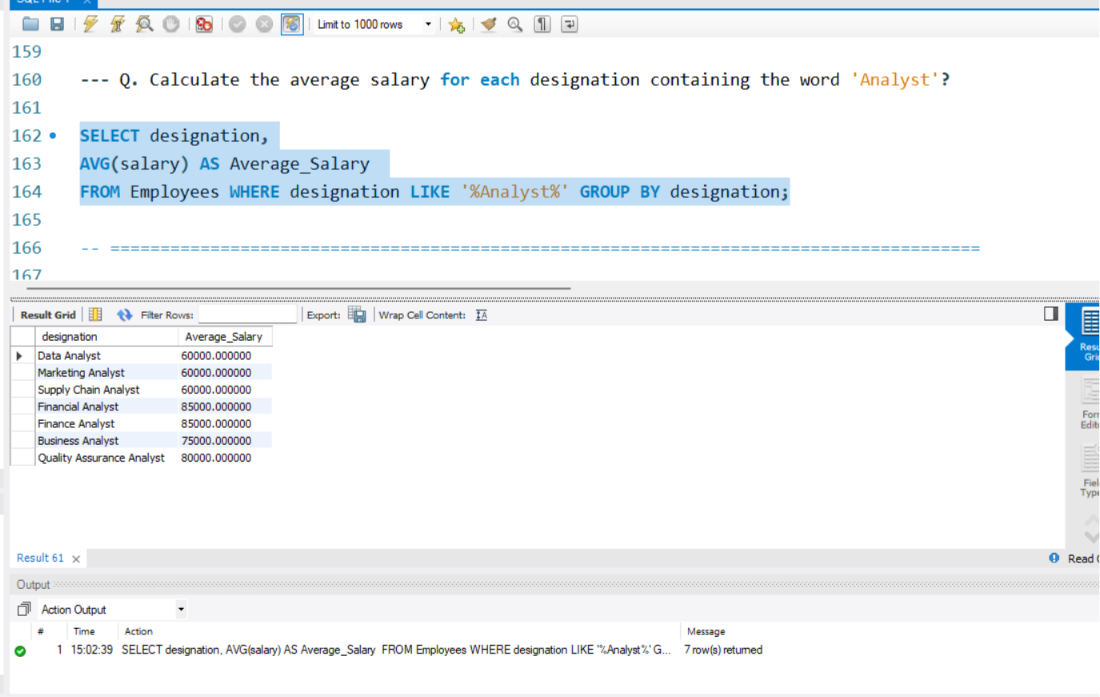 Limit to 1000 rows
159
160 --- Q. Calculate the average salary for each designation containing the word 'Analyst'?
161
162 SELECT designation,
163 AVG(salary) AS Average_Salary
164 FROM Employees WHERE designation LIKE '%Analyst%' GROUP BY designation;
165
166 -- =======================================================================================
167
Result Grid Filter Rows: Export: Wrap Cell Content:
designation Average_Salary
Data Analyst 60000.000000
Marketing Analyst 60000.000000
Supply Chain Analyst 60000.000000
Financial Analyst 85000.000000
Finance Analyst 85000.000000
Business Analyst 75000.000000
Quality Assurance Analyst 80000.000000
Result 61
Read
Output
Action Output
# Time Action Message
1 15:02:39 SELECT designation, AVG(salary) AS Average_Salary FROM Employees WHERE designation LIKE '%Analyst%' G... 7 row(s) returned